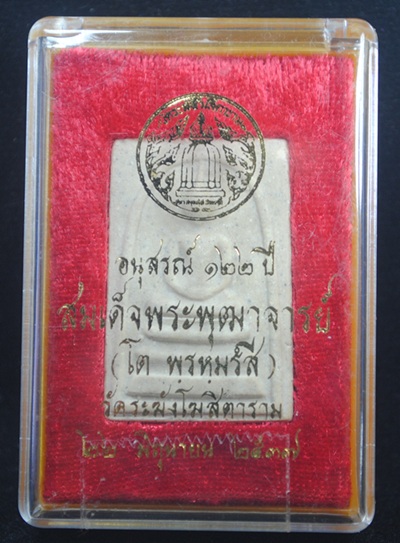 อนุสรณ์ ๑๒๒ ปี
สมเด็จพระพุฒาจารย์
(โต พรหมรํสี)
วัดระฆังโฆสิตาราม
๒๒ มิถุนายน ๒๕๓๗